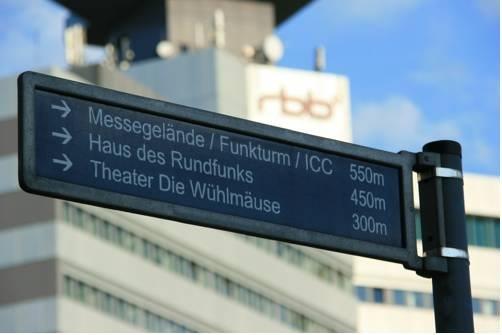 rbb
→ Messegelände / Funkturm / ICC 550m
→ Haus des Rundfunks 450m
→ Theater Die Wühlmäuse 300m